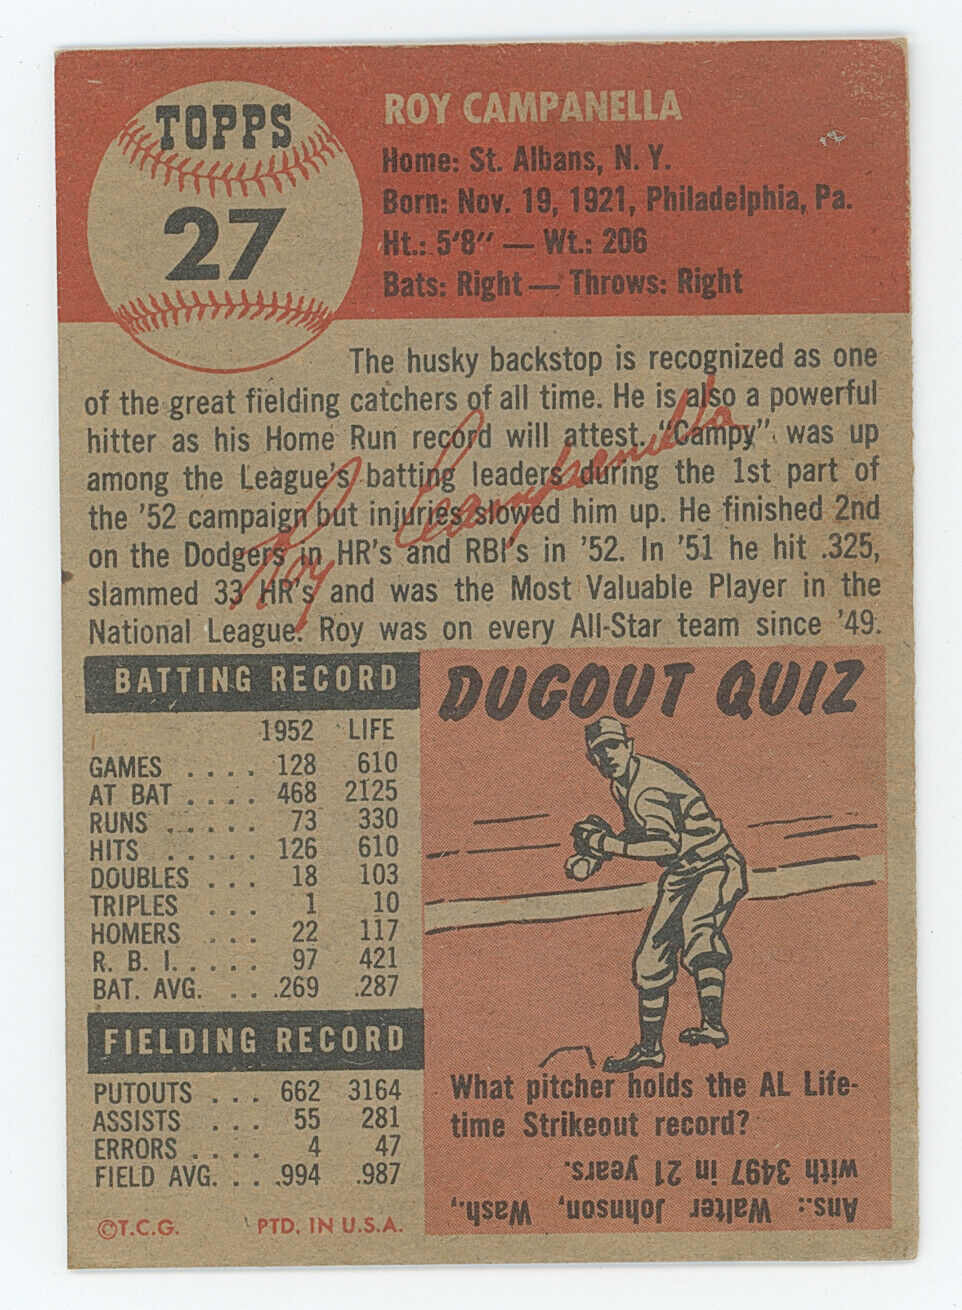 TOPPS
27
ROY CAMPANELLA
Home: St. Albans, N. Y.
Born: Nov. 19, 1921, Philadelphia, Pa.
Ht.: 5'8" — Wt.: 206
Bats: Right — Throws: Right
The husky backstop is recognized as one
of the great fielding catchers of all time. He is also a powerful
hitter as his Home Run record will attest. "Campy" was up
among the League's batting leaders during the 1st part of
the '52 campaign but injuries slowed him up. He finished 2nd
on the Dodgers in HR's and RBI's in '52. In '51 he hit .325,
slammed 33 HR's and was the Most Valuable Player in the
National League. Roy was on every All-Star team since '49.
Roy Campanella
BATTING RECORD
1952 LIFE
GAMES .... 128 610
AT BAT .... 468 2125
RUNS ..... 73 330
HITS ..... 126 610
DOUBLES ... 18 103
TRIPLES ... 1 10
HOMERS ... 22 117
R. B. I. .... 97 421
BAT. AVG. .. .269 .287
FIELDING RECORD
PUTOUTS ... 662 3164
ASSISTS ... 55 281
ERRORS .... 4 47
FIELD AVG. .. .994 .987
©T.C.G. PTD. IN U.S.A.
DUGOUT QUIZ
What pitcher holds the AL Life-
time Strikeout record?
Ans.: Walter Johnson, Wash.,
with 3497 in 21 years.